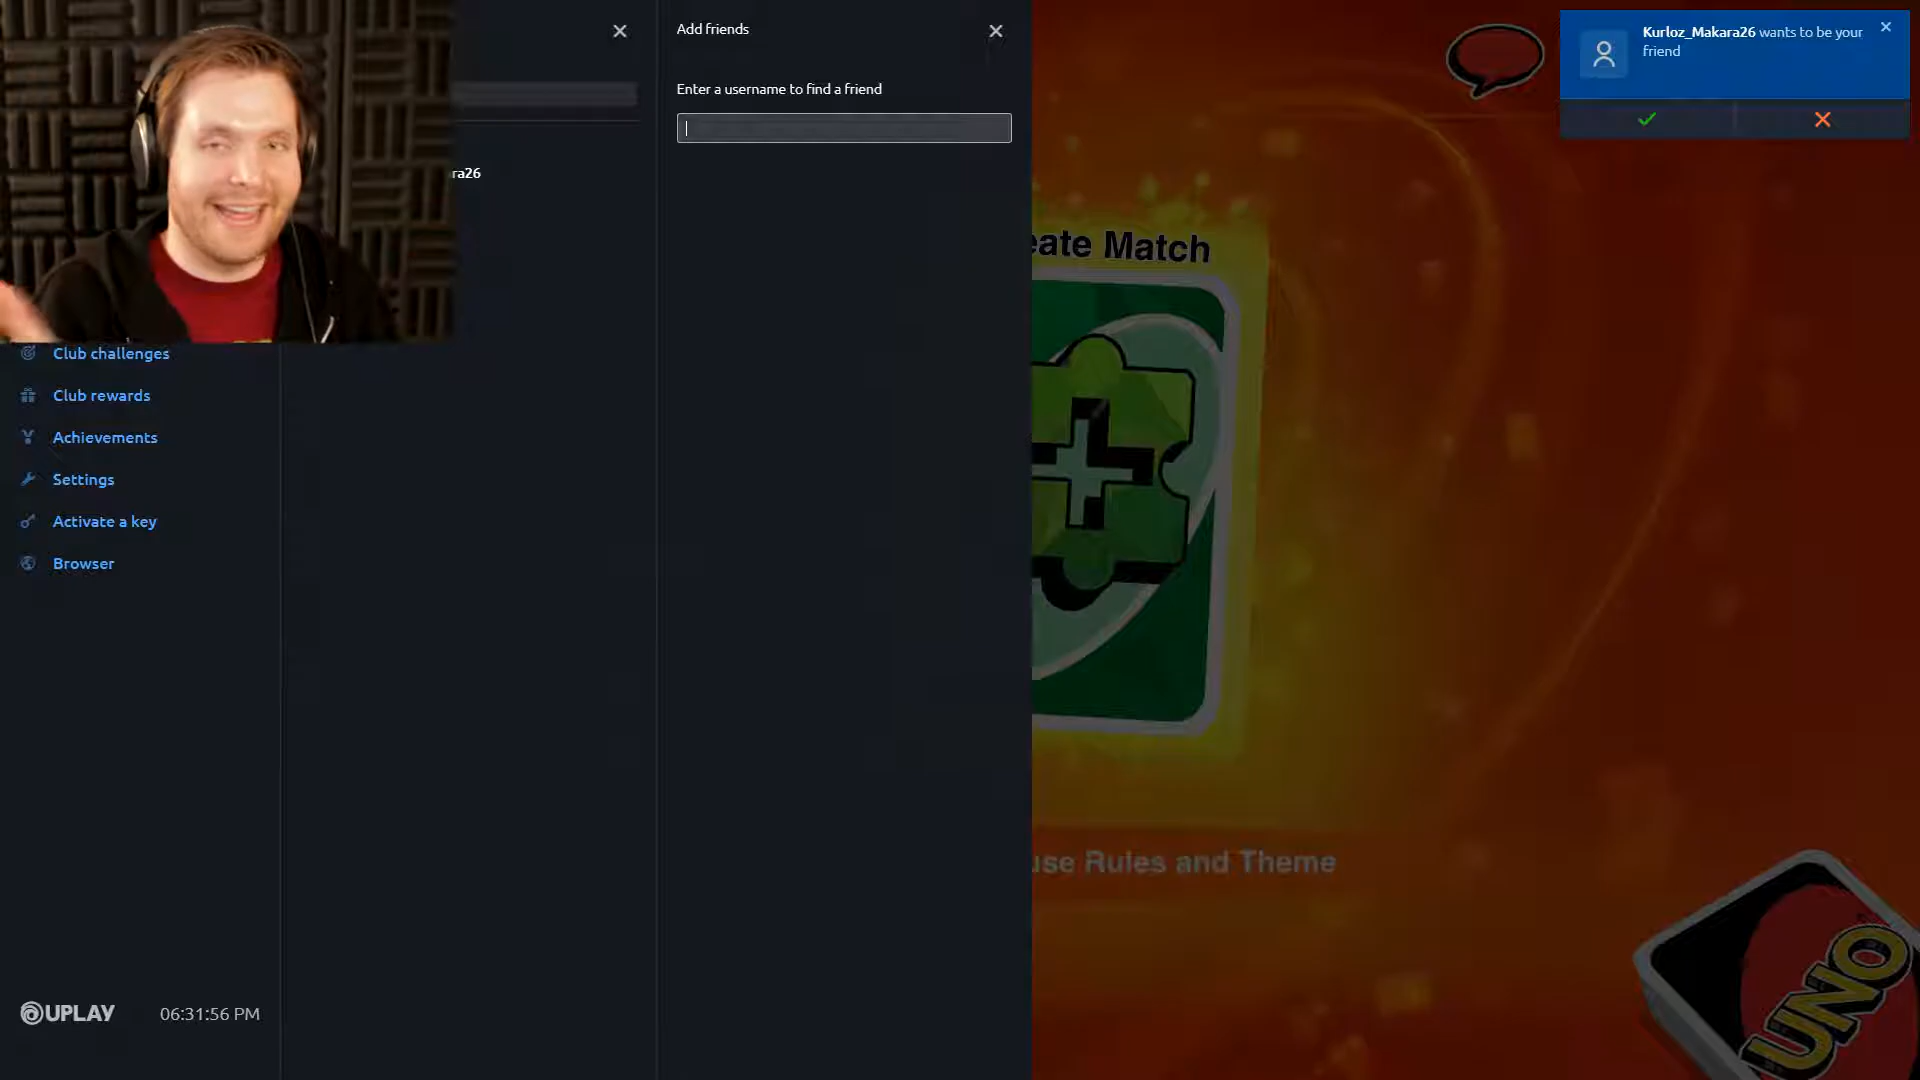 Add friends
Enter a username to find a friend
ra26
Kurloz_Makara26 wants to be your
friend
eate Match
Club challenges
Club rewards
Achievements
Settings
Activate a key
Browser
use Rules and Theme
UPLAY
06:31:56 PM
UNO